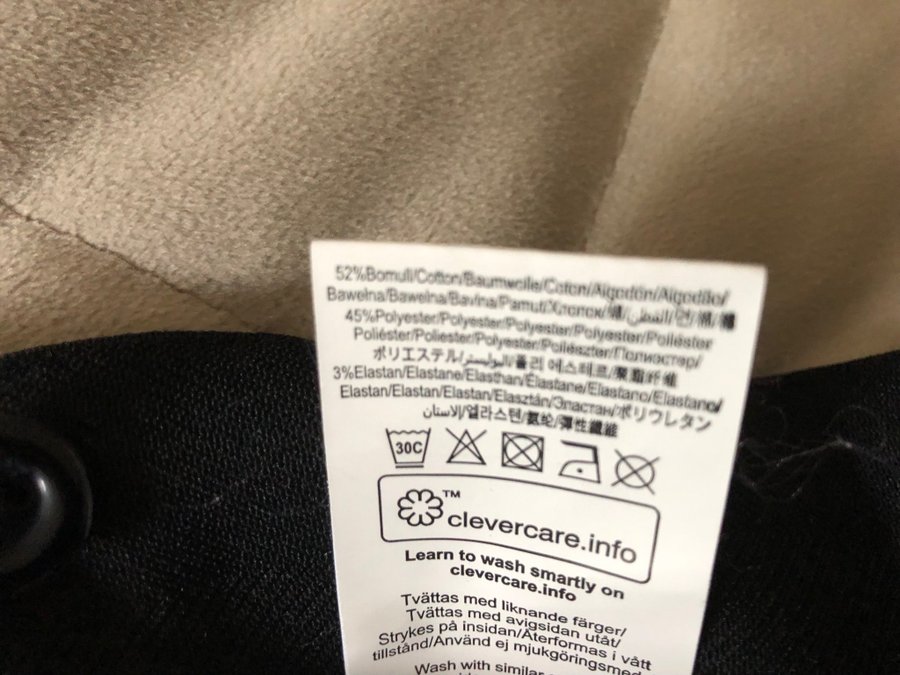 52%Bomull/Cotton/Baumwolle/Coton/Algodón/Algodão/
Bawełna/Bawełna/Bavlna/Pamut/Хлопок/棉/القطن/면/棉/棉
45%Polyester/Polyester/Polyester/Polyester/Poliéster
Poliéster/Poliester/Polyester/Poliészter/Полиэстер/
ポリエステル/البوليستر/폴리 에스테르/聚脂纤维
3%Elastan/Elastane/Elasthan/Élastane/Elastano/Elastano/
Elastan/Elastan/Elastan/Elasztán/Эластан/ポリウレタン
الاستان/엘라스텐/氨纶/彈性纖維
30C
TM
clevercare.info
Learn to wash smartly on
clevercare.info
Tvättas med liknande färger/
Tvättas med avigsidan utåt/
Strykes på insidan/Återformas i vått
tillstånd/Använd ej mjukgöringsmed
Wash with similar